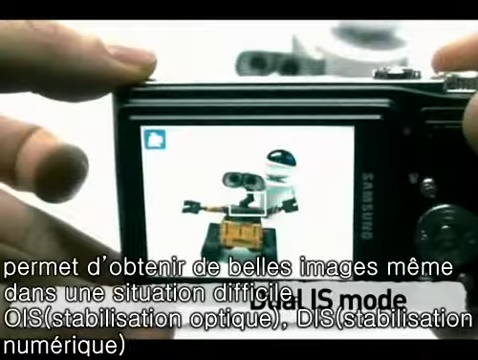 SAMSUNG
permet d'obtenir de belles images même
dans une situation difficile
Dual IS mode
OIS(stabilisation optique), DIS(stabilisation
numérique)